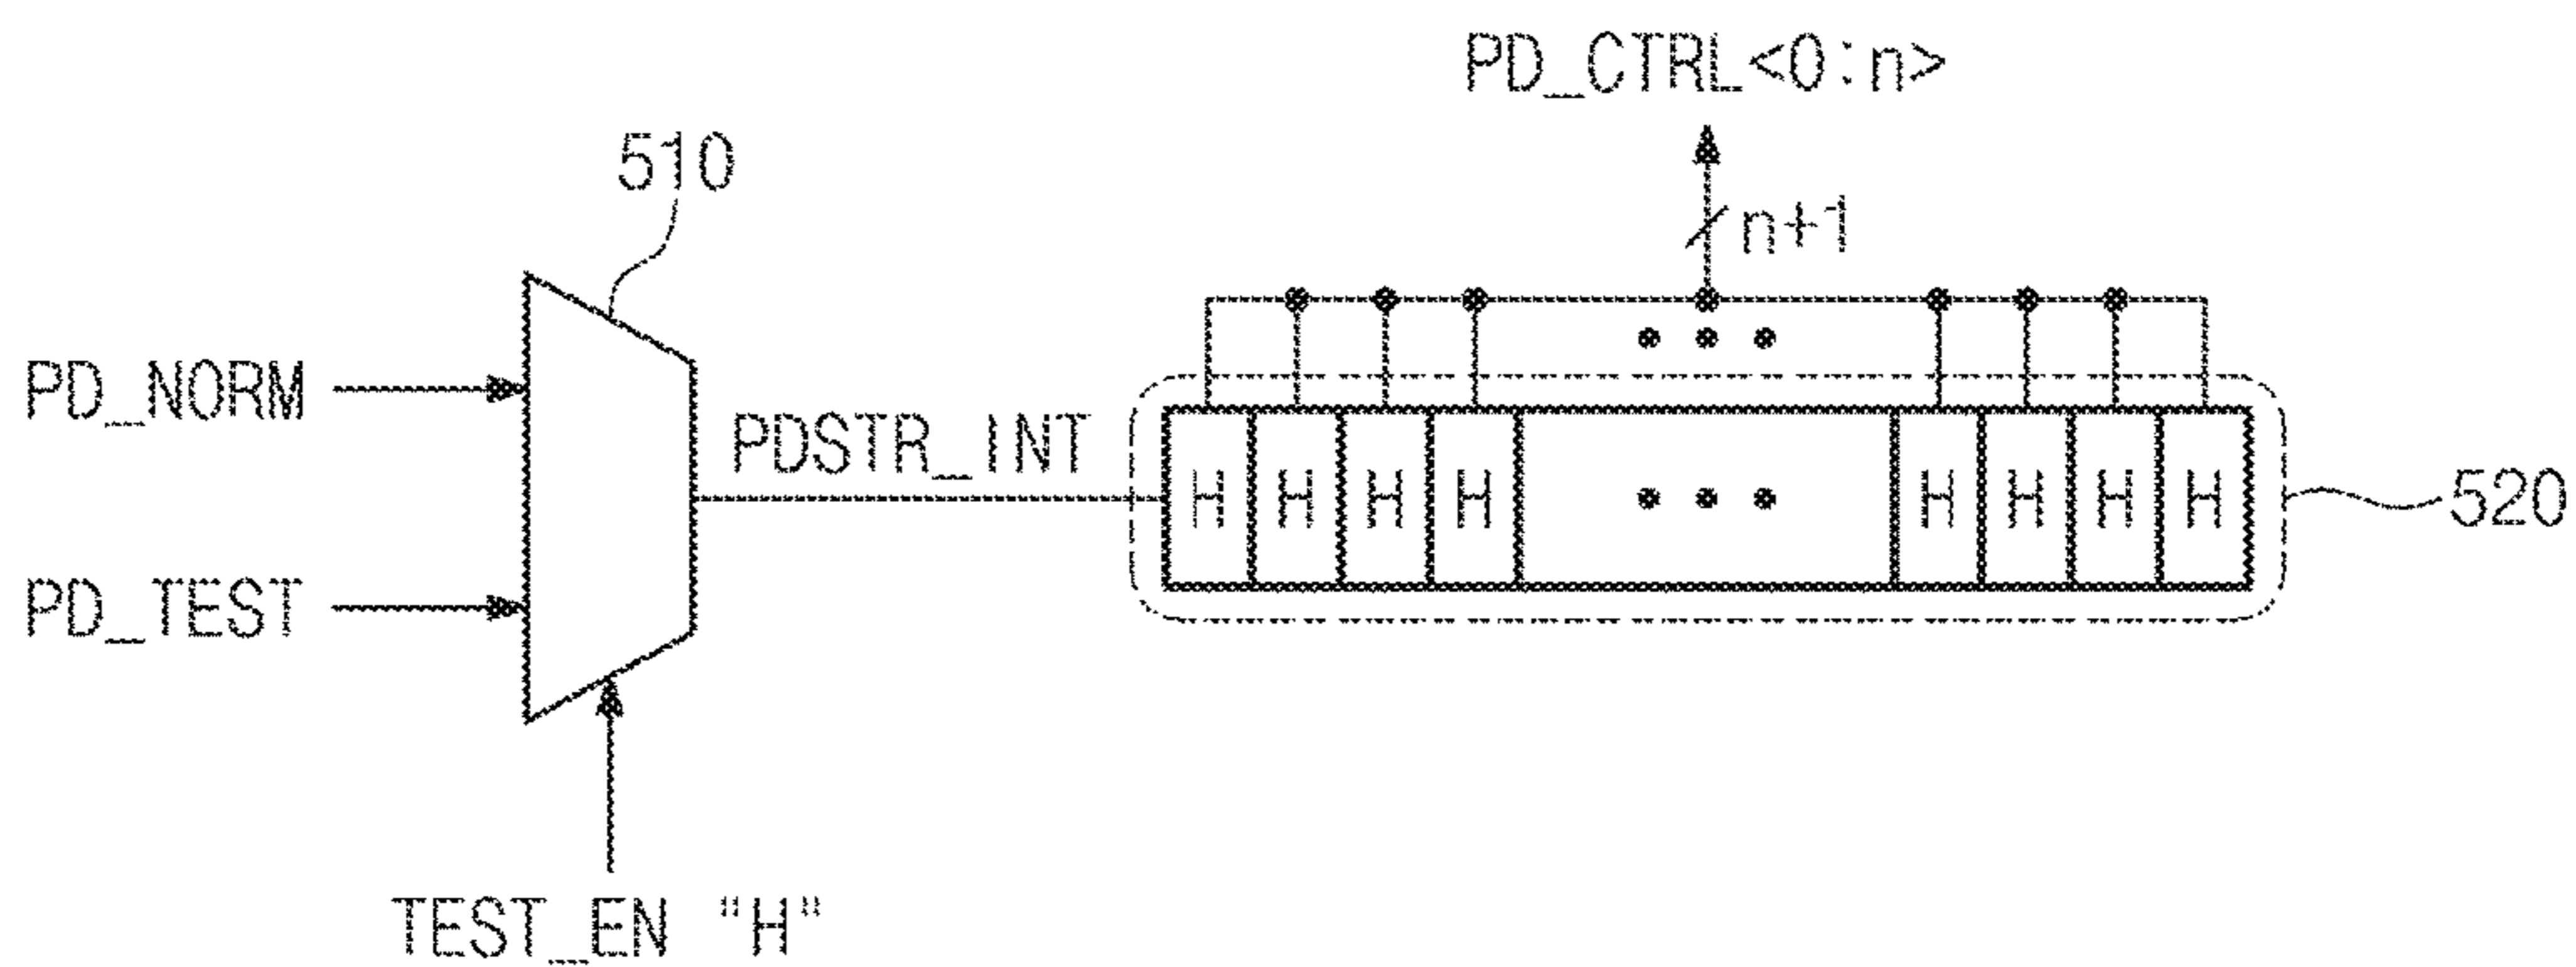 PD_CTRL<0:n>
510
n+1
PD_NORM
PDSTR_INT
H H H H H H H H
520
PD_TEST
TEST_EN "H"